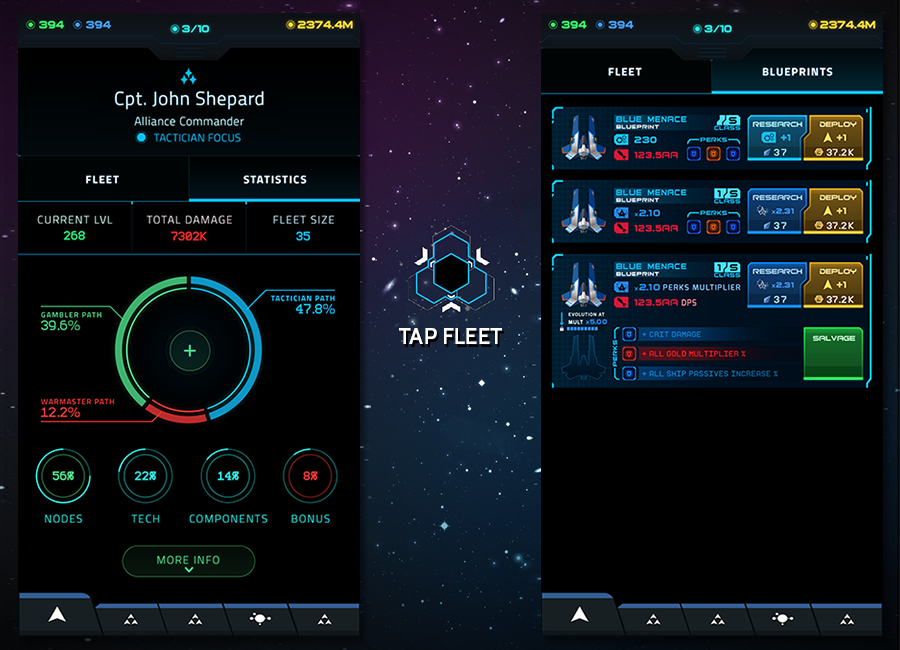 394 394 3/10 2374.4M
Cpt. John Shepard
Alliance Commander
TACTICIAN FOCUS
FLEET STATISTICS
CURRENT LVL TOTAL DAMAGE FLEET SIZE
268 7302K 35
TACTICIAN PATH
47.8%
GAMBLER PATH
39.6%
WARMASTER PATH
12.2%
56% 22% 14% 8%
NODES TECH COMPONENTS BONUS
MORE INFO
TAP FLEET
394 394 3/10 2374.4M
FLEET BLUEPRINTS
BLUE MENACE
BLUEPRINT
1/5
CLASS
230
123.5AA
PERKS
RESEARCH
+1
37
DEPLOY
+1
37.2K
BLUE MENACE
BLUEPRINT
1/5
CLASS
x2.10
123.5AA
PERKS
RESEARCH
x2.31
37
DEPLOY
+1
37.2K
BLUE MENACE
BLUEPRINT
1/5
CLASS
x2.10 PERKS MULTIPLIER
123.5AA DPS
RESEARCH
x2.31
37
DEPLOY
+1
37.2K
EVOLUTION AT
MULT x5.00
PERKS
+ CRIT DAMAGE
+ ALL GOLD MULTIPLIER %
+ ALL SHIP PASSIVES INCREASE %
SALVAGE